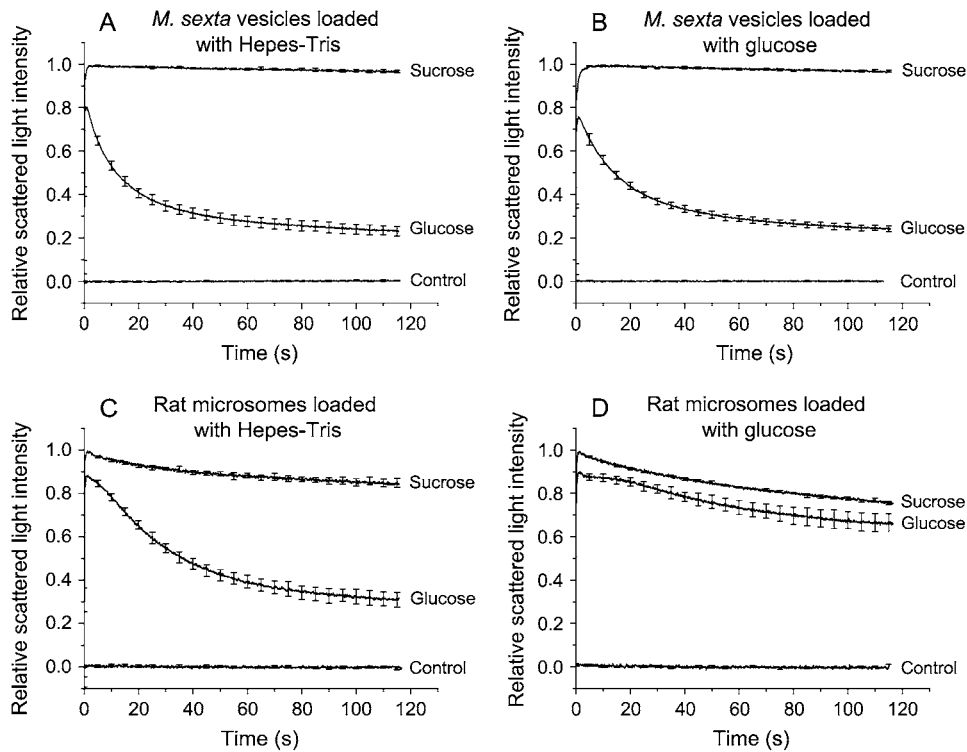 A
M. sexta vesicles loaded
with Hepes-Tris
Relative scattered light intensity
1.0
0.8
0.6
0.4
0.2
0.0
Sucrose
Glucose
Control
0 20 40 60 80 100 120
Time (s)
B
M. sexta vesicles loaded
with glucose
Relative scattered light intensity
1.0
0.8
0.6
0.4
0.2
0.0
Sucrose
Glucose
Control
0 20 40 60 80 100 120
Time (s)
C
Rat microsomes loaded
with Hepes-Tris
Relative scattered light intensity
1.0
0.8
0.6
0.4
0.2
0.0
Sucrose
Glucose
Control
0 20 40 60 80 100 120
Time (s)
D
Rat microsomes loaded
with glucose
Relative scattered light intensity
1.0
0.8
0.6
0.4
0.2
0.0
Sucrose
Glucose
Control
0 20 40 60 80 100 120
Time (s)